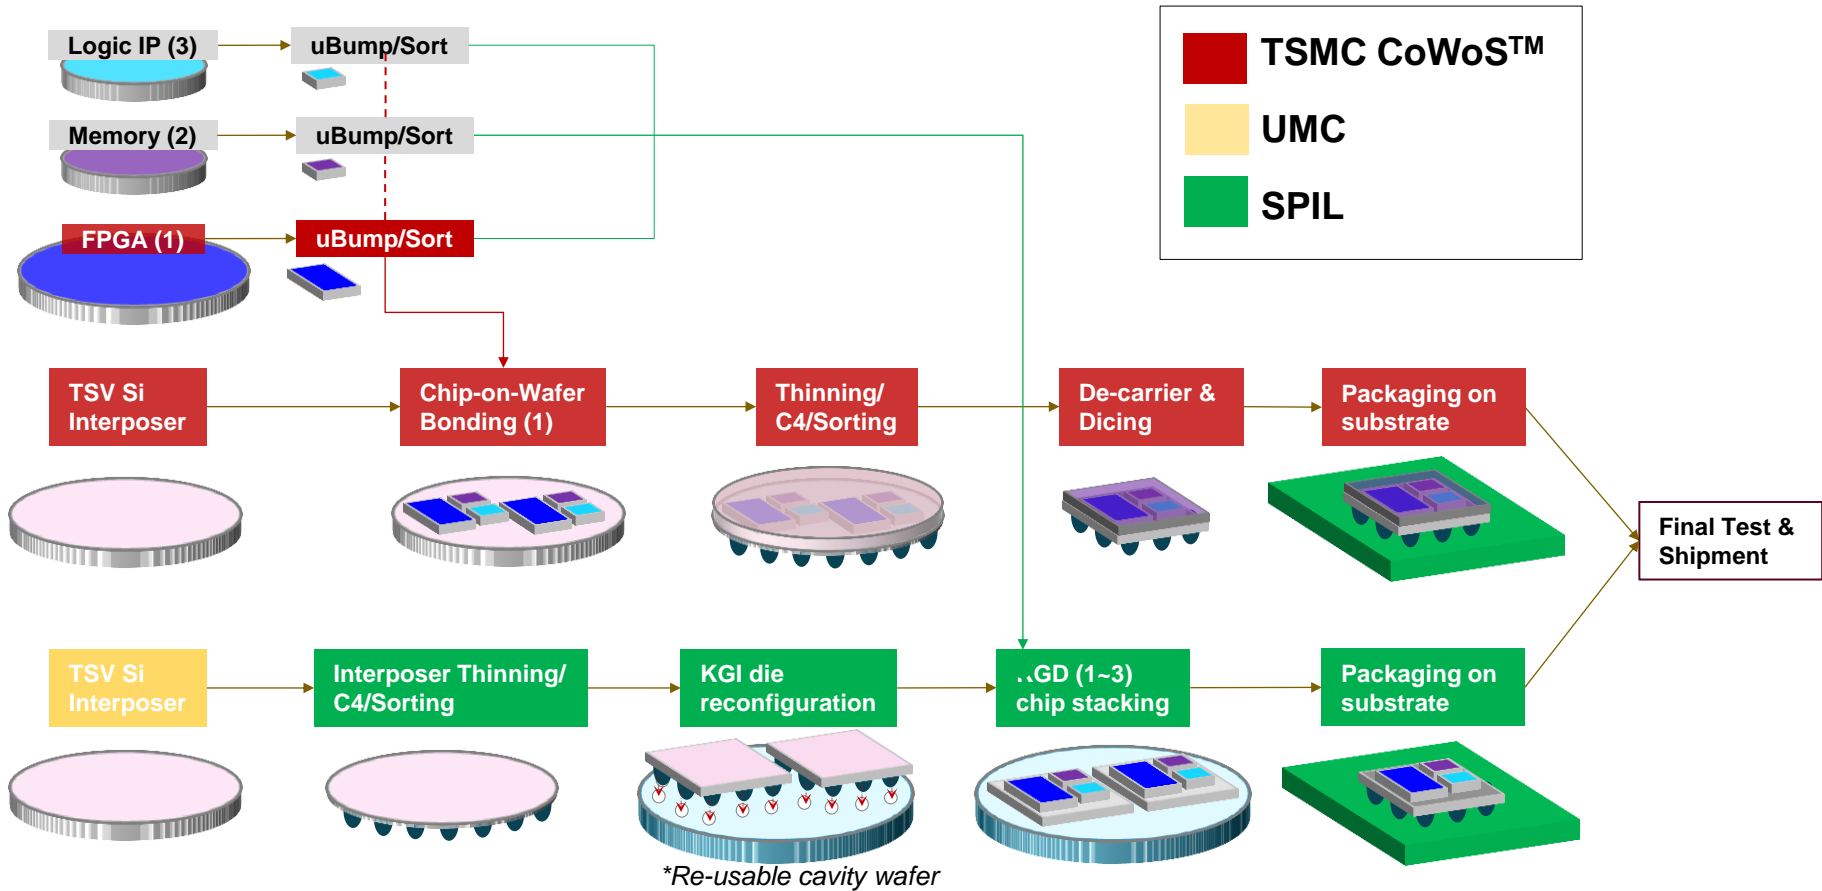 Logic IP (3)
uBump/Sort
Memory (2)
uBump/Sort
FPGA (1)
uBump/Sort
TSMC CoWoS™
UMC
SPIL
TSV Si
Interposer
Chip-on-Wafer
Bonding (1)
Thinning/
C4/Sorting
De-carrier &
Dicing
Packaging on
substrate
Final Test &
Shipment
TSV Si
Interposer
Interposer Thinning/
C4/Sorting
KGI die
reconfiguration
KGD (1~3)
chip stacking
Packaging on
substrate
*Re-usable cavity wafer